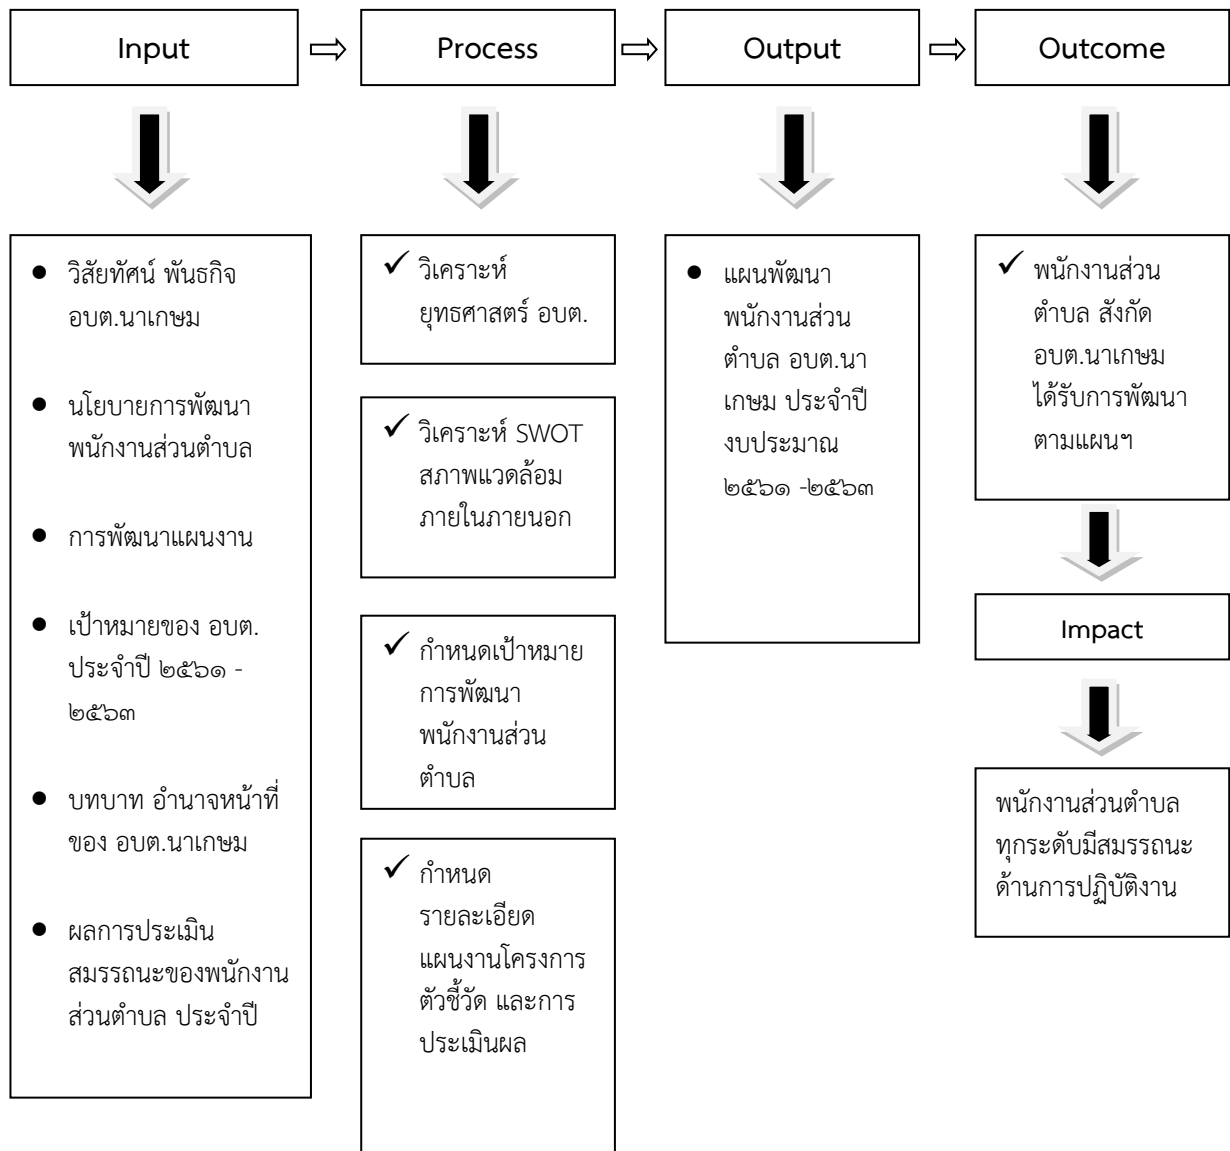 Input
Process
Output
Outcome
● วิสัยทัศน์ พันธกิจ
อบต.นาเกษม
● นโยบายการพัฒนา
พนักงานส่วนตำบล
● การพัฒนาแผนงาน
● เป้าหมายของ อบต.
ประจำปี ๒๕๖๑ -
๒๕๖๓
● บทบาท อำนาจหน้าที่
ของ อบต.นาเกษม
● ผลการประเมิน
สมรรถนะของพนักงาน
ส่วนตำบล ประจำปี
✓ วิเคราะห์
ยุทธศาสตร์ อบต.
✓ วิเคราะห์ SWOT
สภาพแวดล้อม
ภายในภายนอก
✓ กำหนดเป้าหมาย
การพัฒนา
พนักงานส่วน
ตำบล
✓ กำหนด
รายละเอียด
แผนงานโครงการ
ตัวชี้วัด และการ
ประเมินผล
● แผนพัฒนา
พนักงานส่วน
ตำบล อบต.นา
เกษม ประจำปี
งบประมาณ
๒๕๖๑ -๒๕๖๓
✓ พนักงานส่วน
ตำบล สังกัด
อบต.นาเกษม
ได้รับการพัฒนา
ตามแผนฯ
Impact
พนักงานส่วนตำบล
ทุกระดับมีสมรรถนะ
ด้านการปฏิบัติงาน